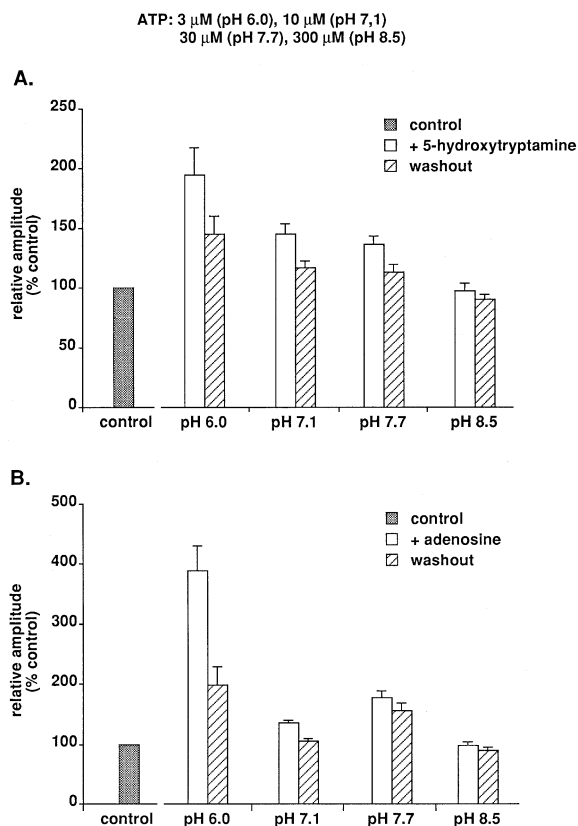 ATP: 3 µM (pH 6.0), 10 µM (pH 7,1)
30 µM (pH 7.7), 300 µM (pH 8.5)
A.
250
200
150
100
50
0
relative amplitude
(% control)
control
+ 5-hydroxytryptamine
washout
control pH 6.0 pH 7.1 pH 7.7 pH 8.5
B.
500
400
300
200
100
0
relative amplitude
(% control)
control
+ adenosine
washout
control pH 6.0 pH 7.1 pH 7.7 pH 8.5